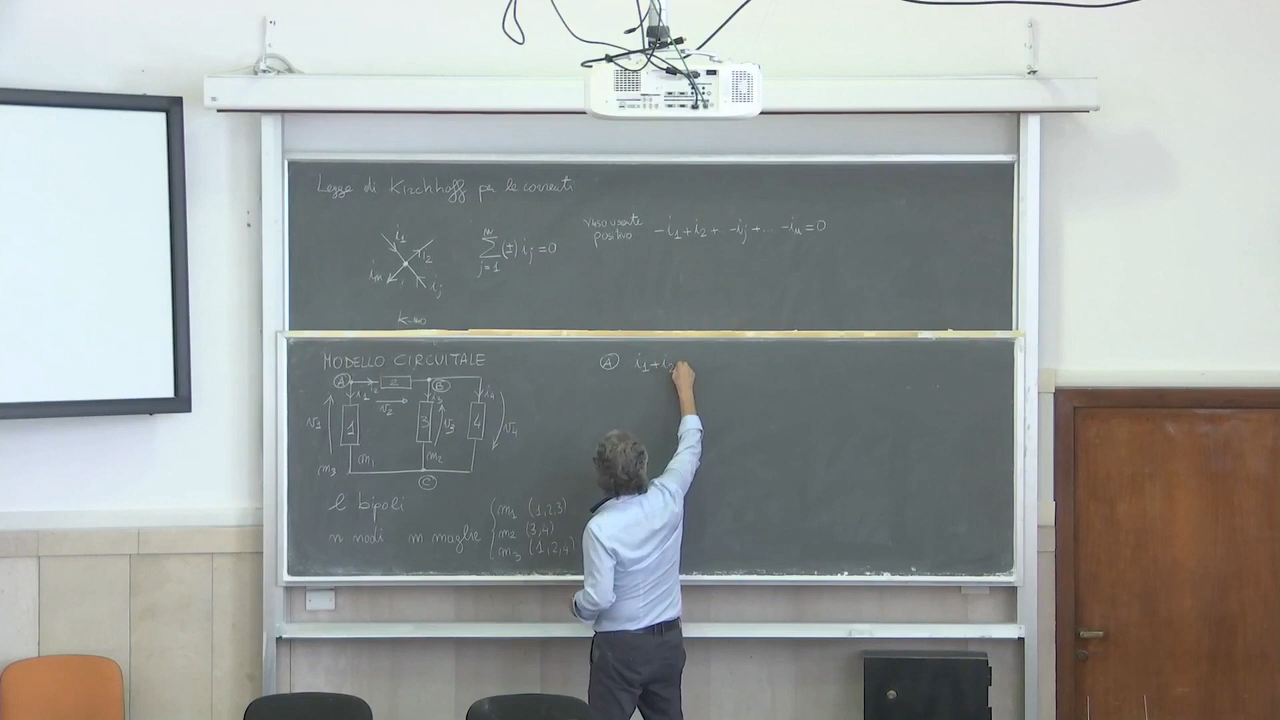 Legge di Kirchhoff per le correnti
i1
i2
im
ij
n
∑ (±) ij = 0
j=1
verso uscente
positivo
-i1 + i2 + -ij + ... -in = 0
MODELLO CIRCUITALE
A
i1
i2
2
B
i3
i4
v1
1
v2
3
v3
4
v4
m3
m1
m2
C
l bipoli
n nodi m maglie
m1 (1,2,3)
m2 (3,4)
m3 (1,2,4)
A i1 + i2